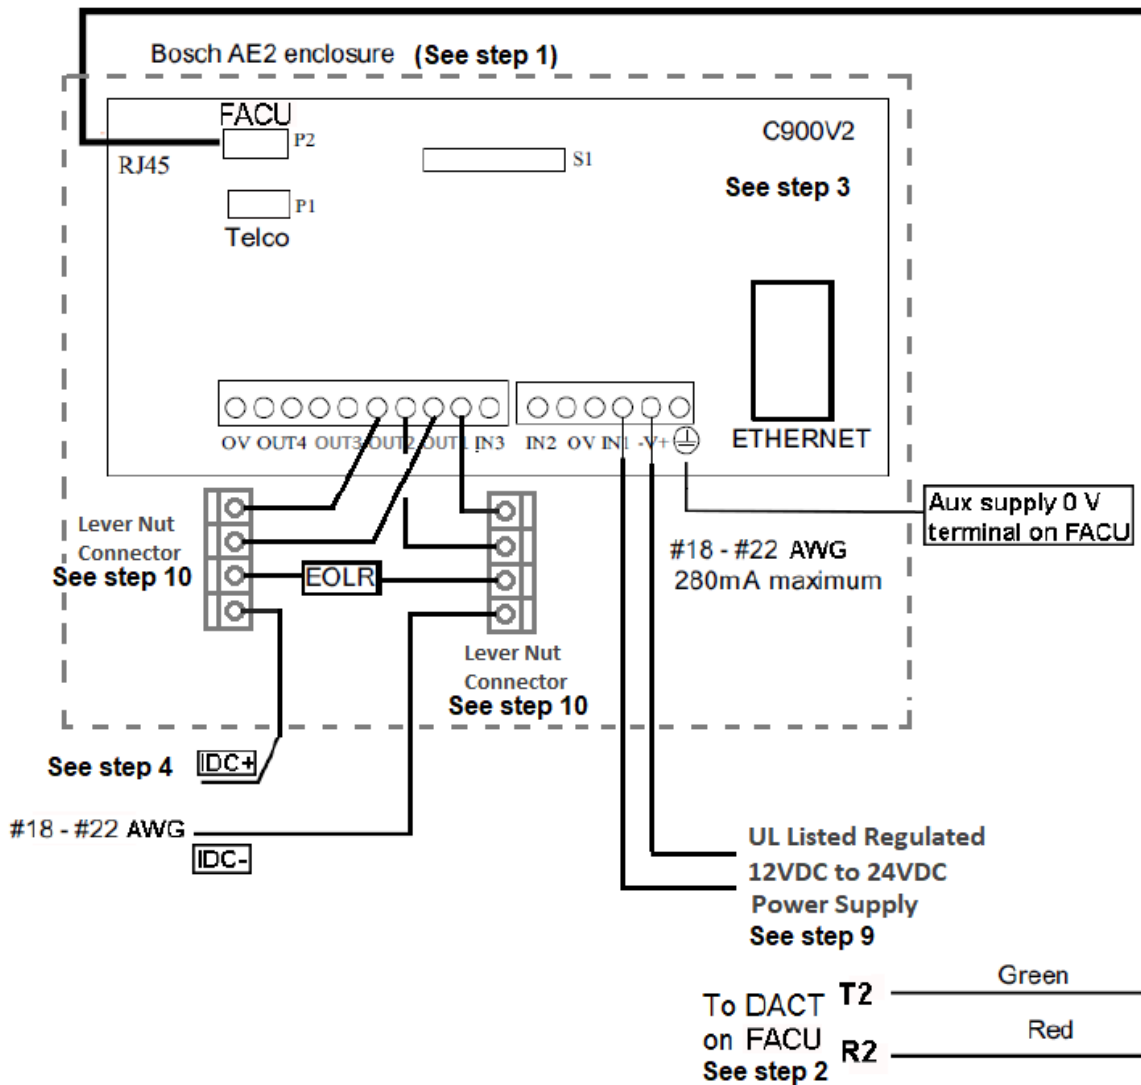 Bosch AE2 enclosure (See step 1)
FACU
P2
RJ45
S1
C900V2
See step 3
P1
Telco
OV OUT4 OUT3 OUT2 OUT1 IN3
IN2 OV IN1 -V+
ETHERNET
Aux supply 0 V
terminal on FACU
Lever Nut
Connector
See step 10
EOLR
#18 - #22 AWG
280mA maximum
Lever Nut
Connector
See step 10
See step 4
IDC+
#18 - #22 AWG
IDC-
UL Listed Regulated
12VDC to 24VDC
Power Supply
See step 9
To DACT
on FACU
See step 2
T2
Green
R2
Red